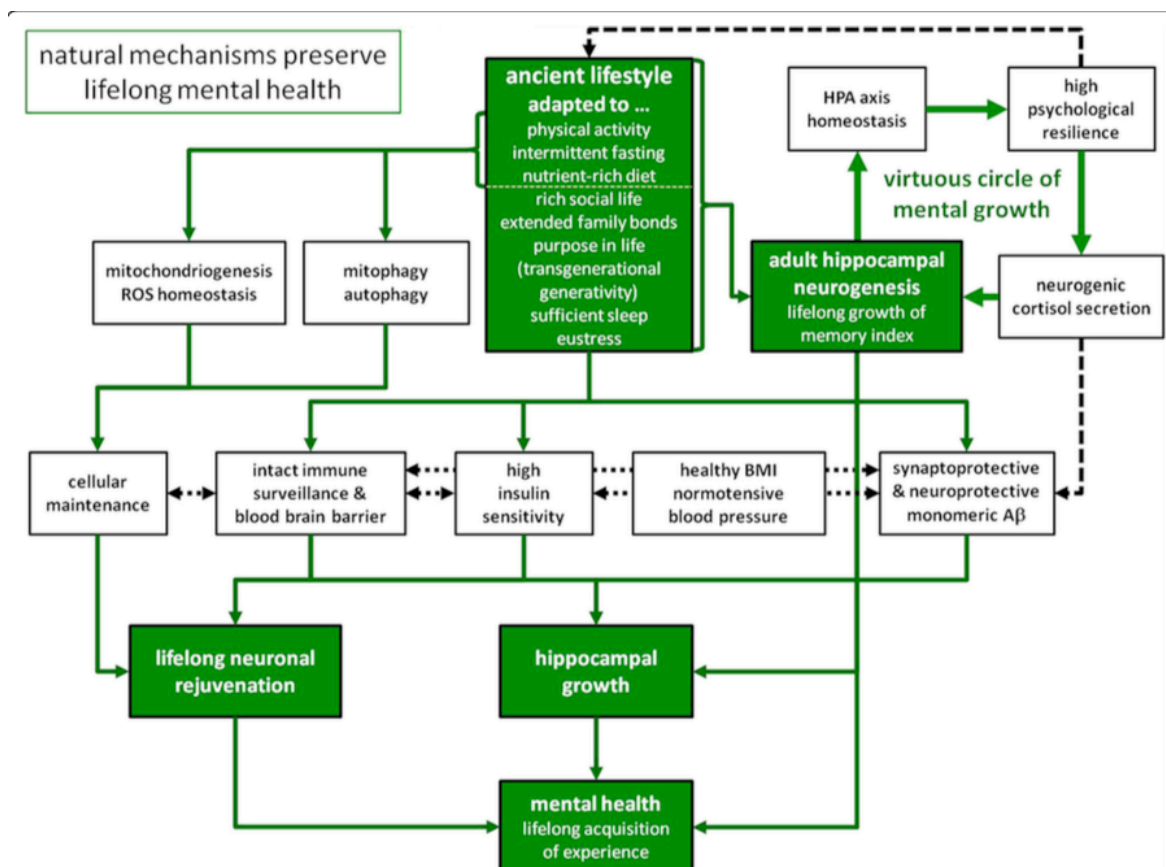 natural mechanisms preserve
lifelong mental health
ancient lifestyle
adapted to ...
physical activity
intermittent fasting
nutrient-rich diet
rich social life
extended family bonds
purpose in life
(transgenerational
generativity)
sufficient sleep
eustress
HPA axis
homeostasis
high
psychological
resilience
virtuous circle of
mental growth
mitochondriogenesis
ROS homeostasis
mitophagy
autophagy
adult hippocampal
neurogenesis
lifelong growth of
memory index
neurogenic
cortisol secretion
cellular
maintenance
intact immune
surveillance &
blood brain barrier
high
insulin
sensitivity
healthy BMI
normotensive
blood pressure
synaptoprotective
& neuroprotective
monomeric Aβ
lifelong neuronal
rejuvenation
hippocampal
growth
mental health
lifelong acquisition
of experience